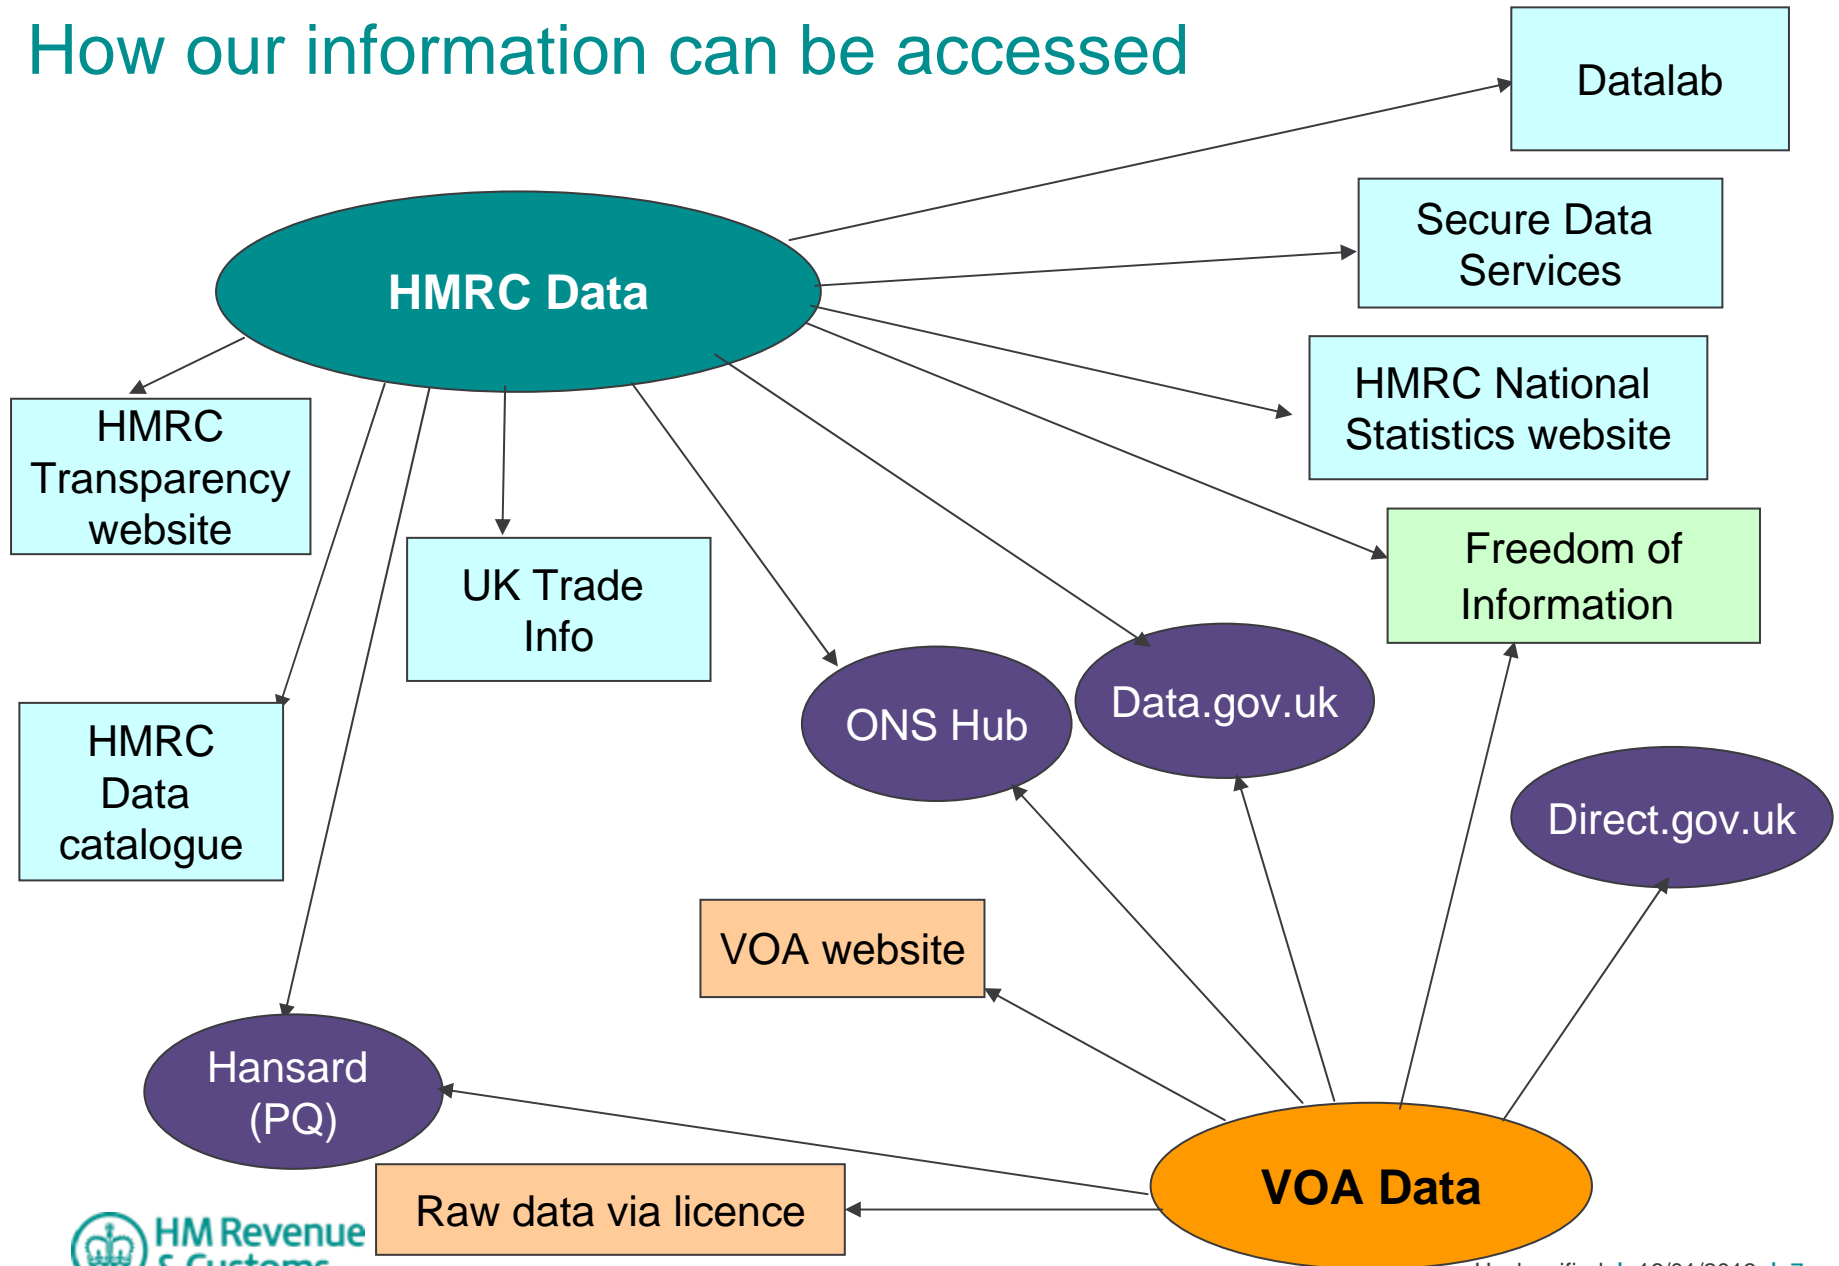 How our information can be accessed
Datalab
Secure Data
Services
HMRC Data
HMRC National
Statistics website
HMRC
Transparency
website
Freedom of
Information
UK Trade
Info
ONS Hub
Data.gov.uk
HMRC
Data
catalogue
Direct.gov.uk
VOA website
Hansard
(PQ)
VOA Data
Raw data via licence
HM Revenue
& Customs